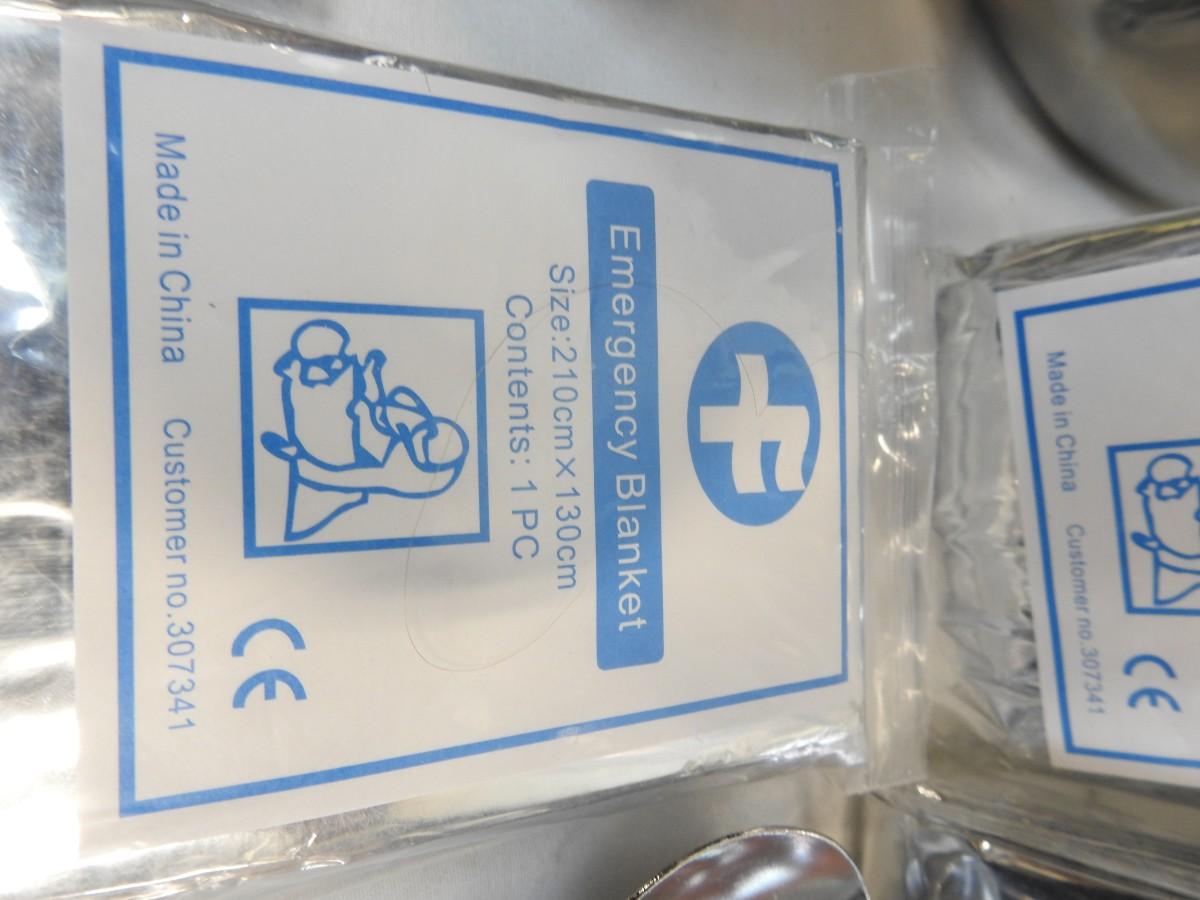 Emergency Blanket
Size:210cm×130cm
Contents: 1 PC
CE
Made in China Customer no.307341
CE
Made in China Customer no.307341